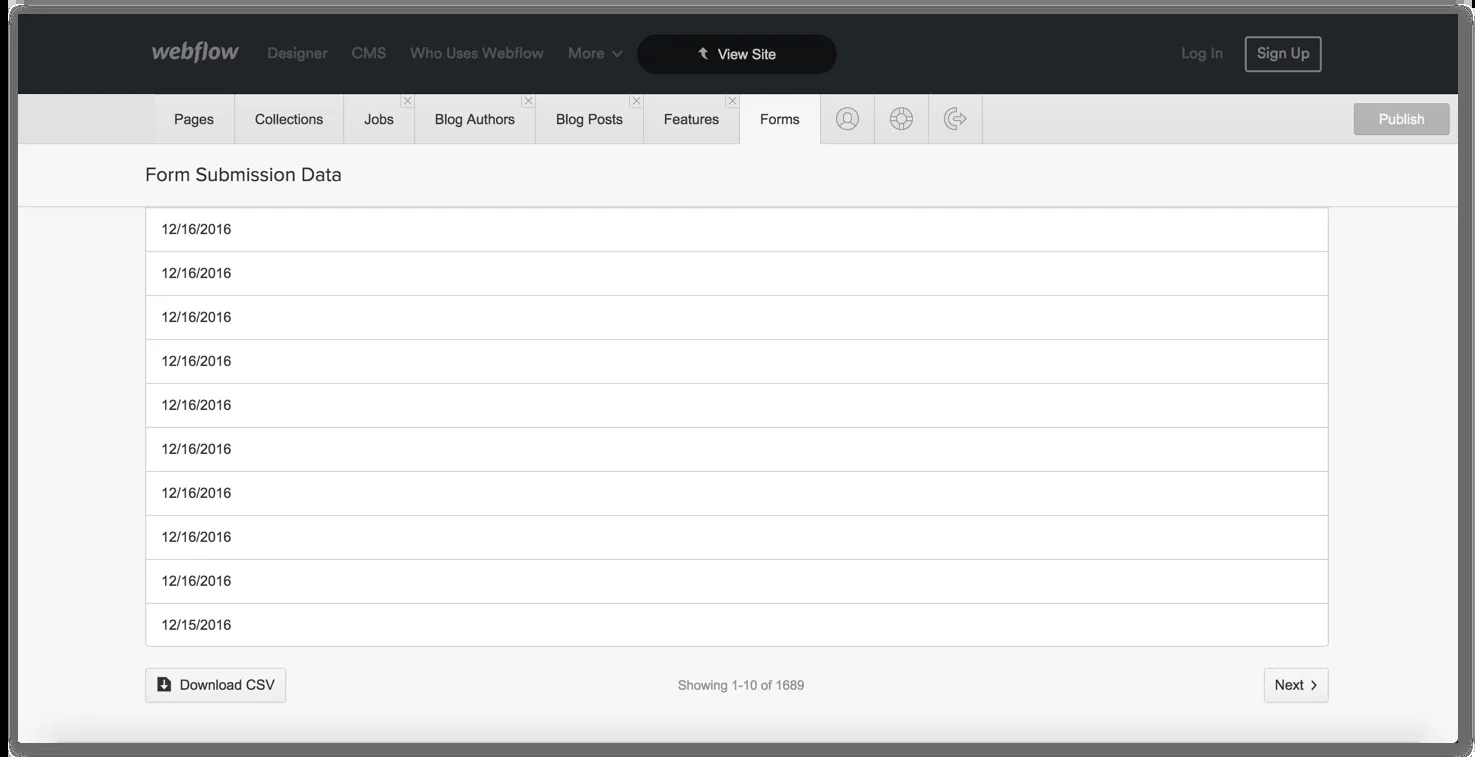 webflow Designer CMS Who Uses Webflow More View Site Log In Sign Up
Pages Collections Jobs Blog Authors Blog Posts Features Forms Publish
Form Submission Data
12/16/2016
12/16/2016
12/16/2016
12/16/2016
12/16/2016
12/16/2016
12/16/2016
12/16/2016
12/16/2016
12/15/2016
Download CSV Showing 1-10 of 1689 Next